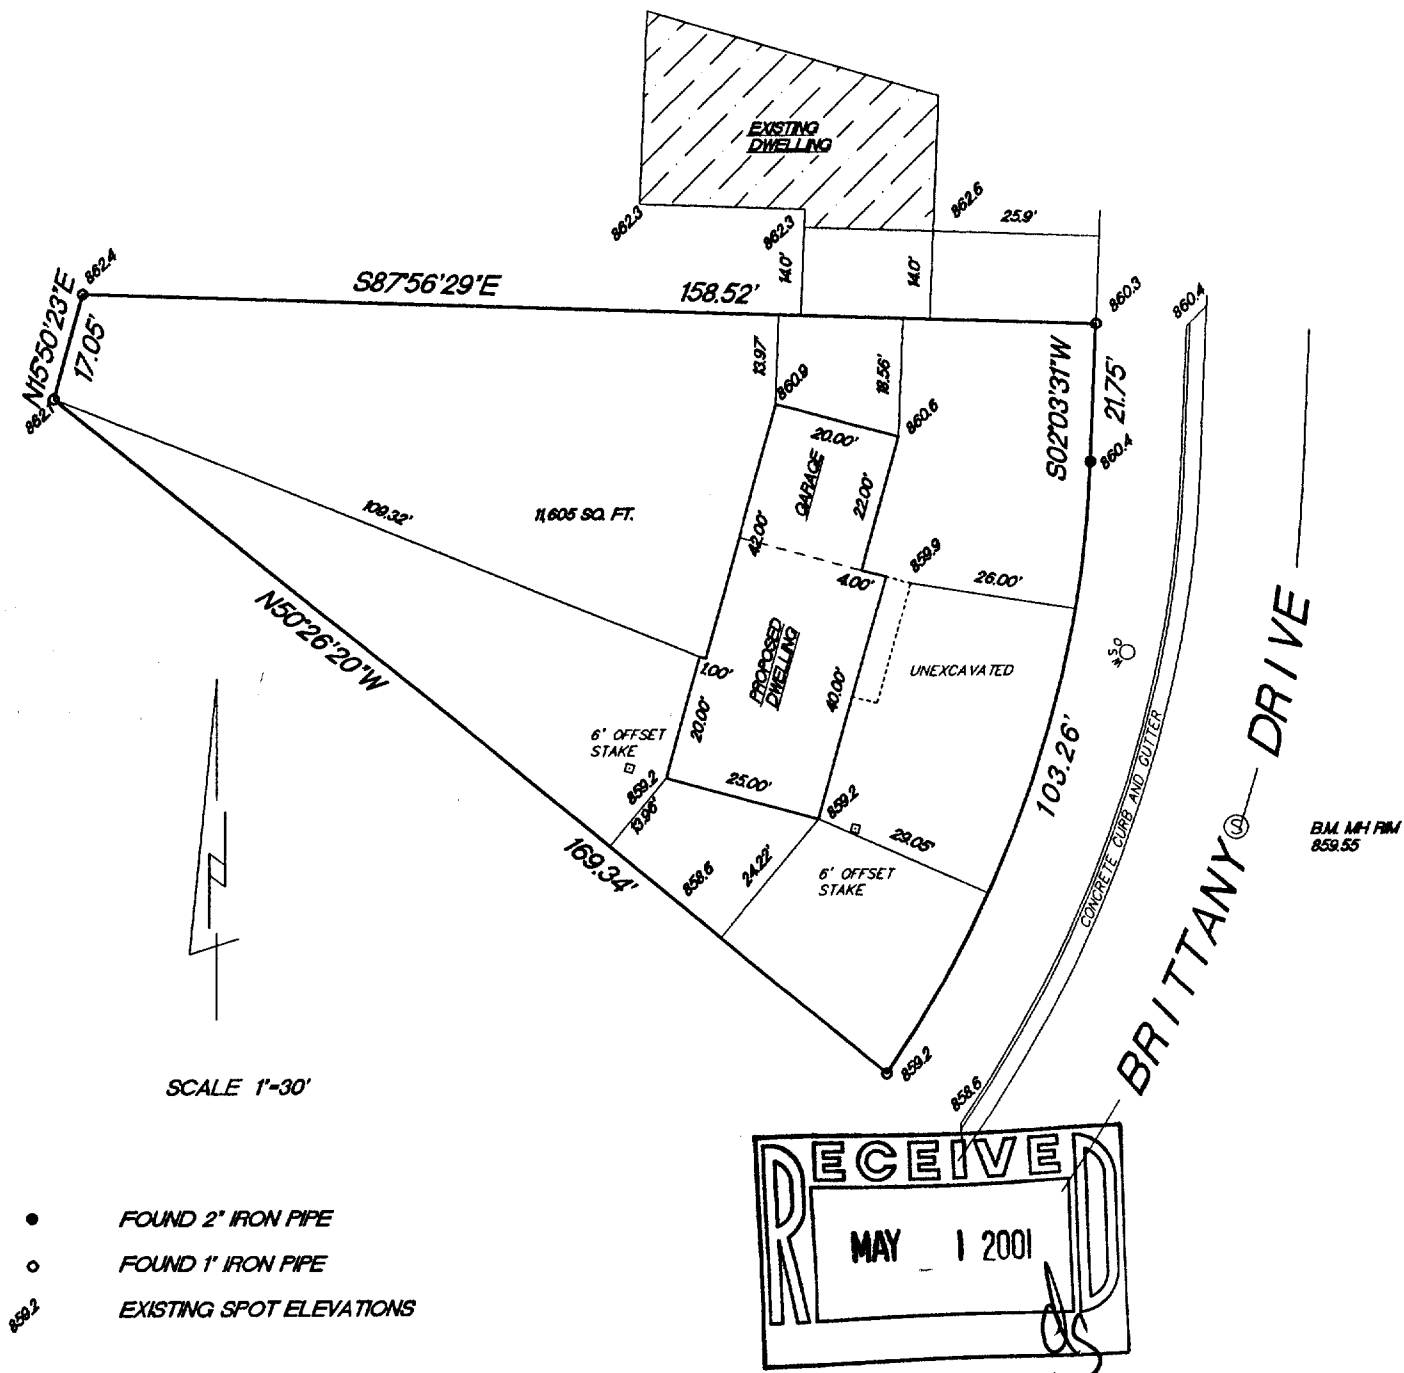 EXISTING
DWELLING
862.3
862.3
862.6
25.9'
14.0'
14.0'
862.4
N15°50'23"E
17.05'
862.1
S87°56'29"E
158.52'
860.3
860.4
S02°03'31"W
21.75'
860.4
13.97'
18.56'
860.9
860.6
20.00'
GARAGE
22.00'
42.00'
109.32'
11,605 SQ. FT.
859.9
4.00'
26.00'
N50°26'20"W
PROPOSED
DWELLING
1.00'
40.00'
20.00'
UNEXCAVATED
W.S.O
6' OFFSET
STAKE
859.2
13.96'
25.00'
859.2
29.05'
103.26'
169.34'
858.6
24.22'
6' OFFSET
STAKE
CONCRETE CURB AND GUTTER
BRITTANY DRIVE
S
B.M. MH RIM
859.55
859.2
858.6
SCALE 1"=30'
FOUND 2" IRON PIPE
FOUND 1" IRON PIPE
859.2 EXISTING SPOT ELEVATIONS
RECEIVED
MAY 1 2001